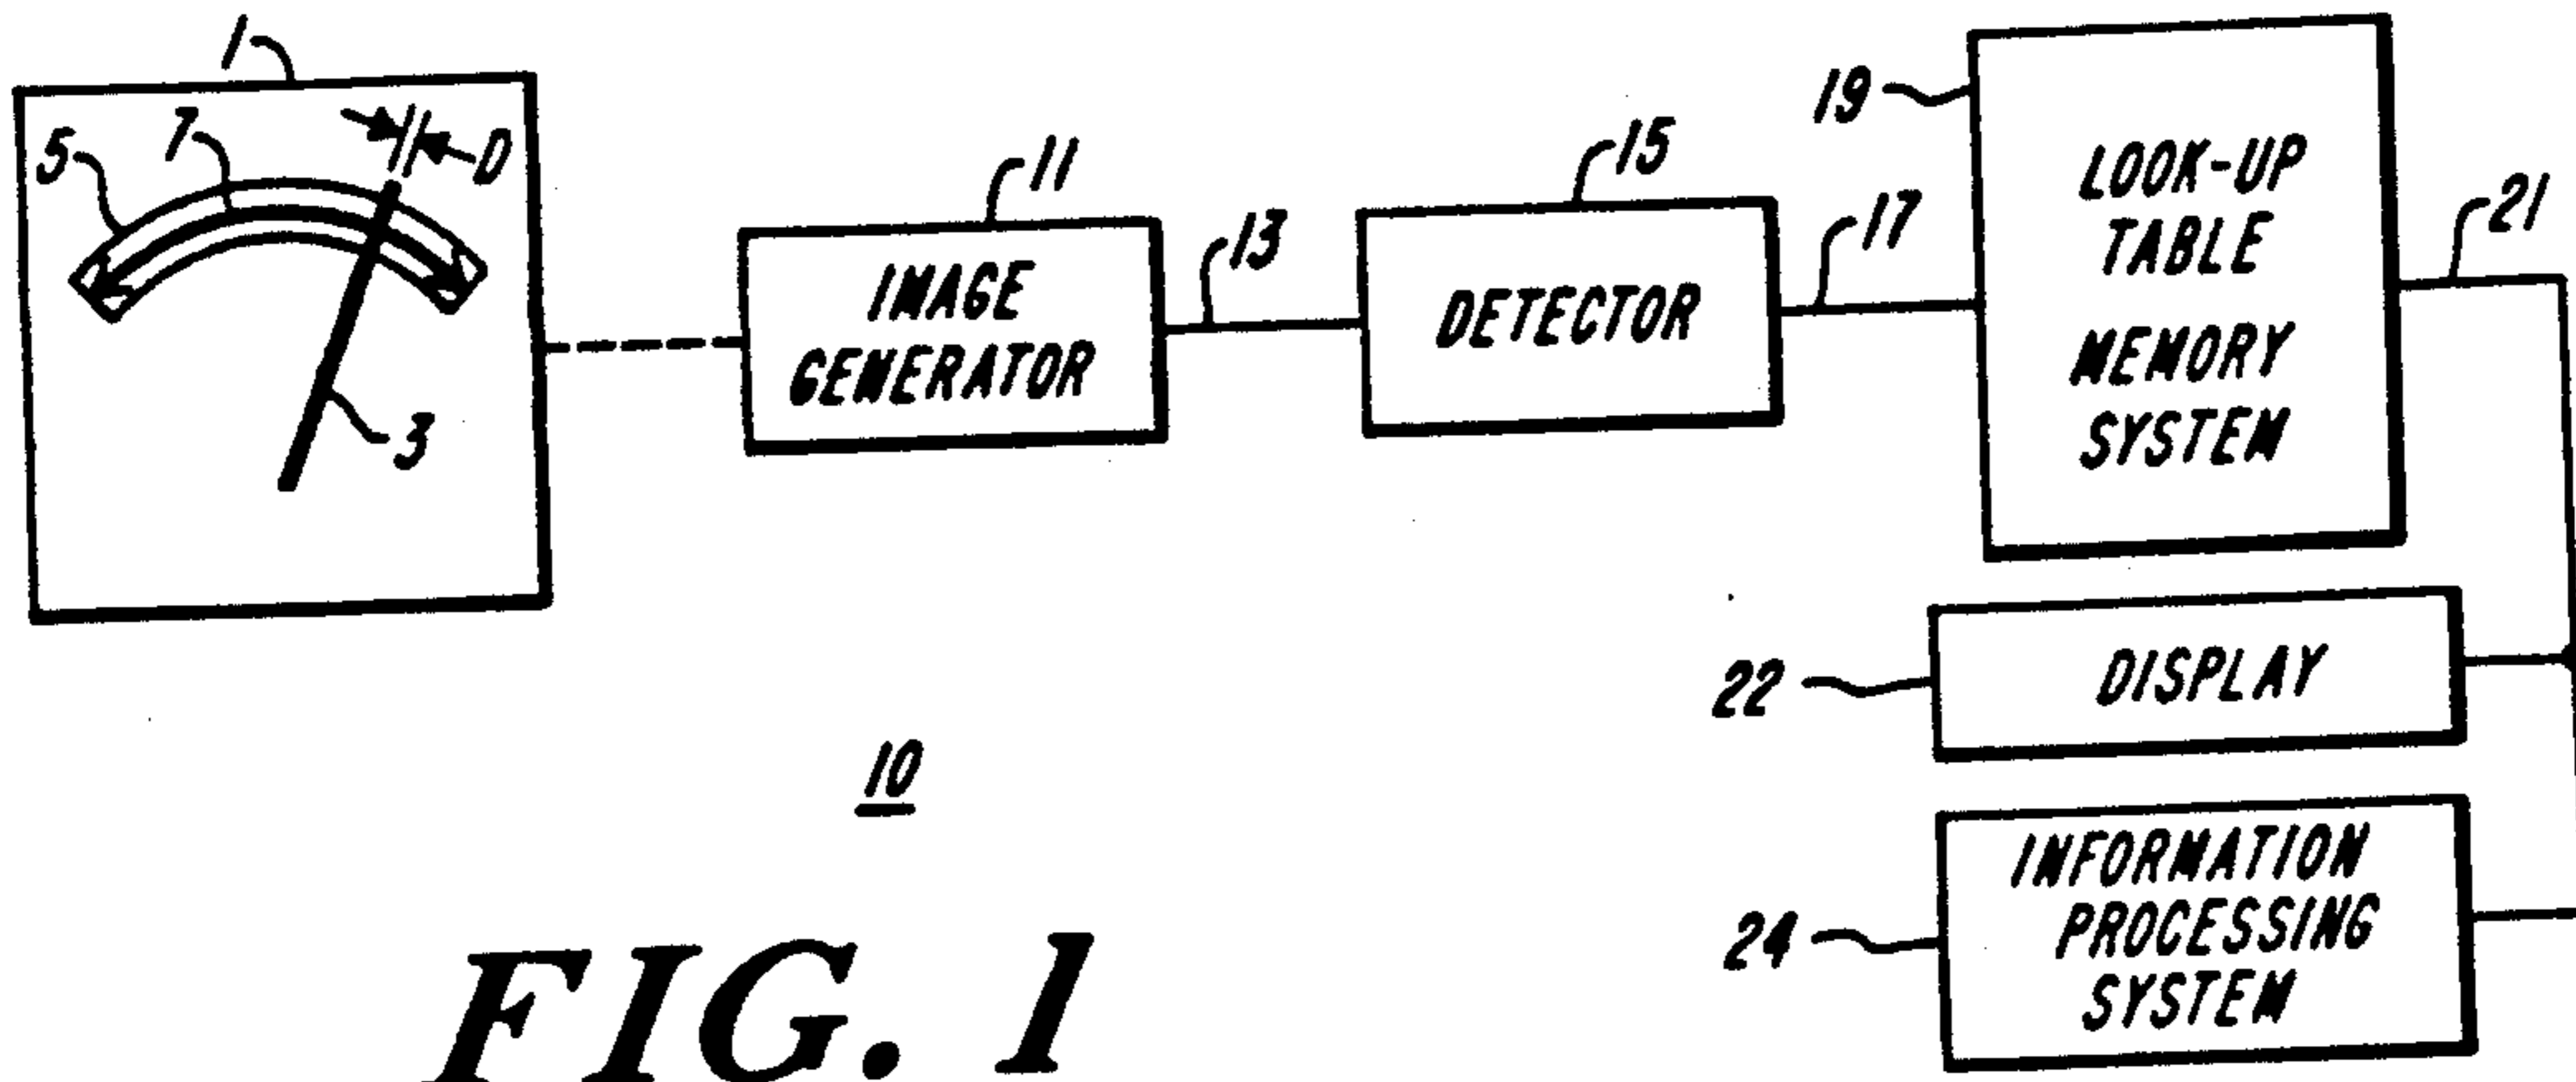 1
5
7
D
3
11
IMAGE
GENERATOR
13
15
DETECTOR
17
19
LOOK-UP
TABLE
MEMORY
SYSTEM
21
22
DISPLAY
24
INFORMATION
PROCESSING
SYSTEM
10
FIG. 1